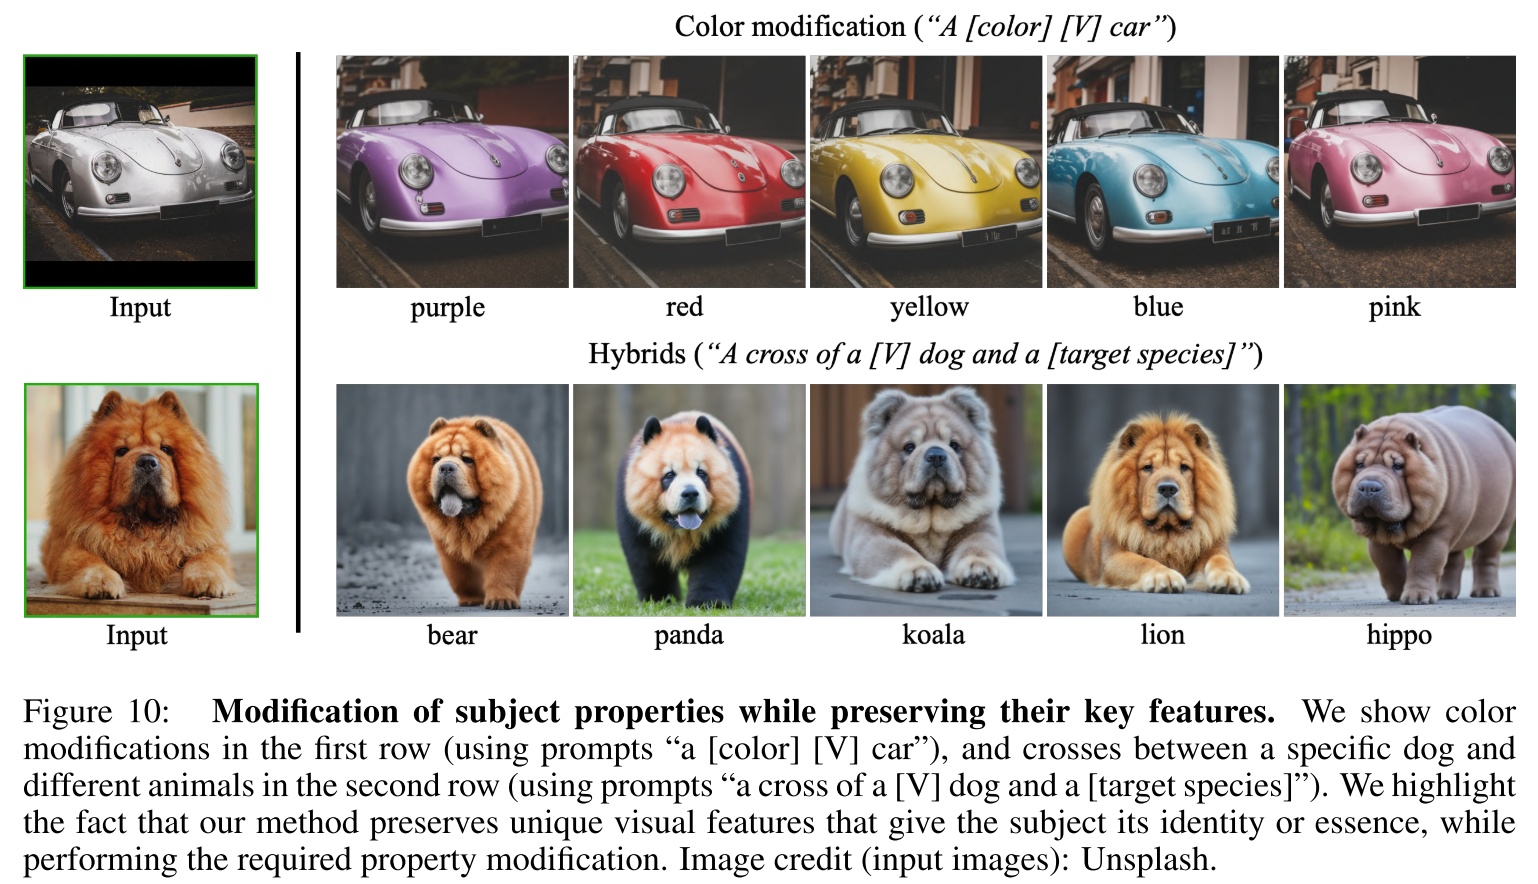 Color modification (“A [color] [V] car”)
Input
purple
red
yellow
blue
pink
Hybrids (“A cross of a [V] dog and a [target species]”)
Input
bear
panda
koala
lion
hippo
Figure 10: Modification of subject properties while preserving their key features. We show color
modifications in the first row (using prompts “a [color] [V] car”), and crosses between a specific dog and
different animals in the second row (using prompts “a cross of a [V] dog and a [target species]”). We highlight
the fact that our method preserves unique visual features that give the subject its identity or essence, while
performing the required property modification. Image credit (input images): Unsplash.